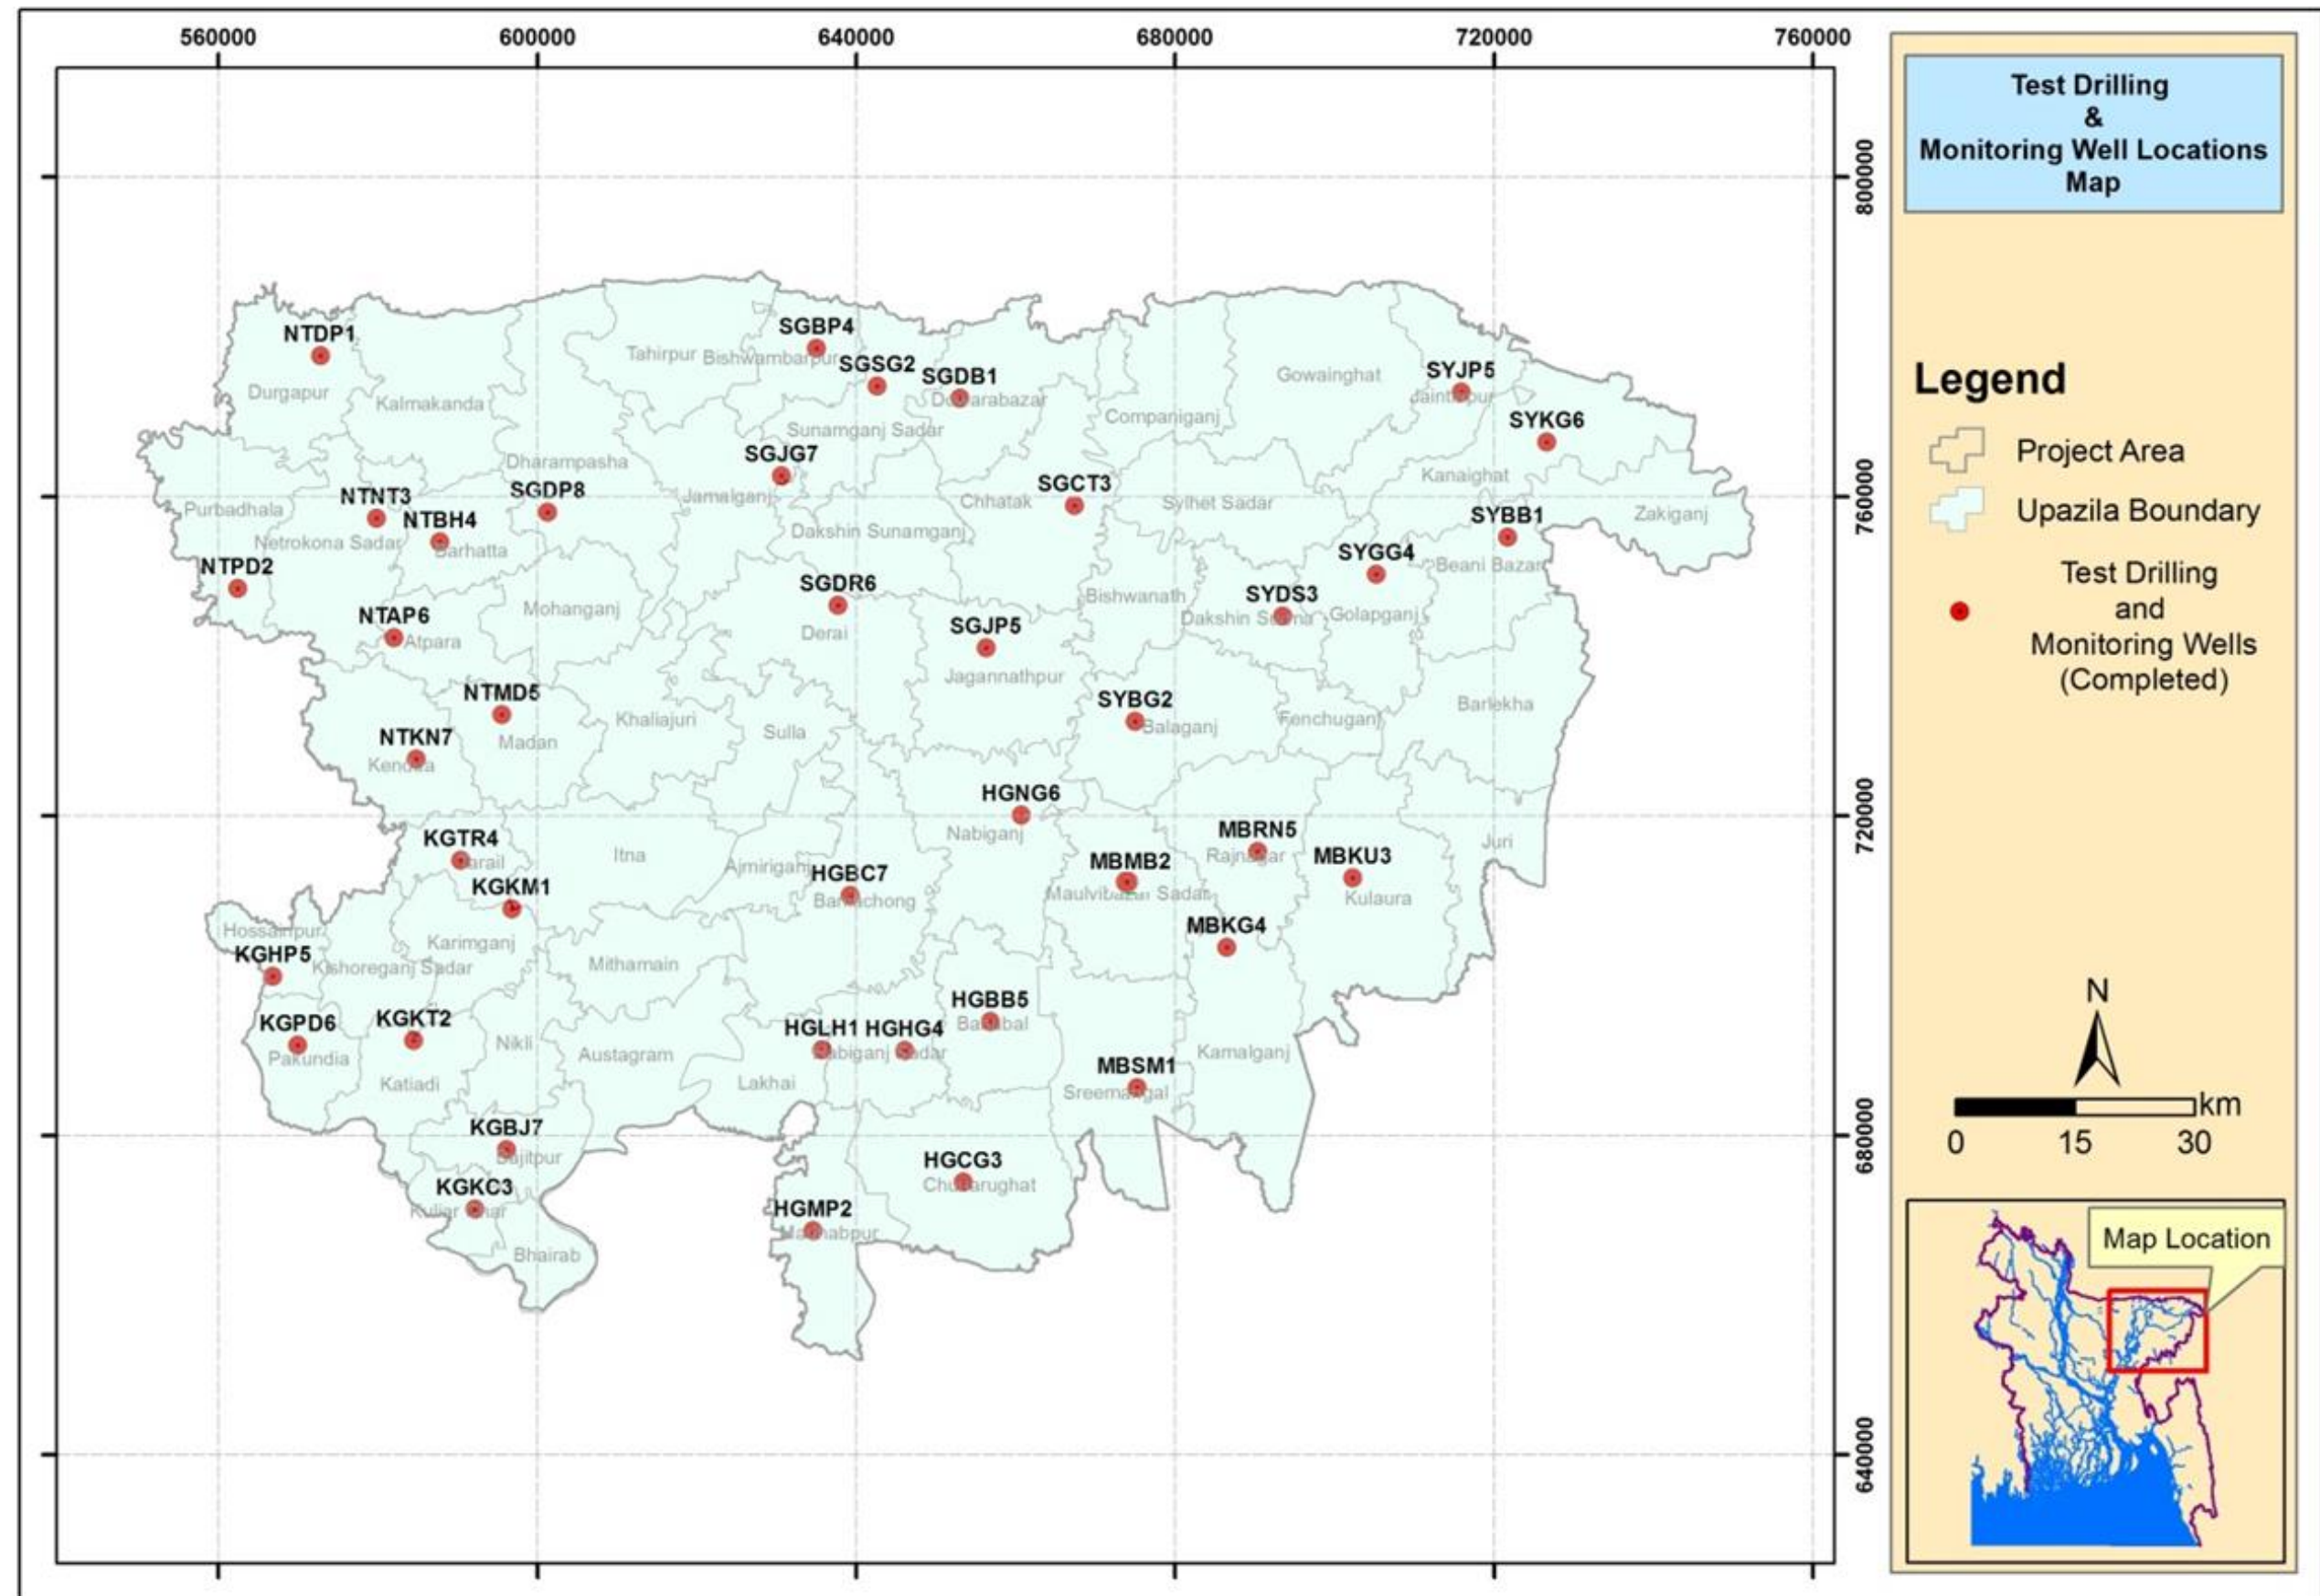 560000 600000 640000 680000 720000 760000
Test Drilling
&
Monitoring Well Locations
Map
800000
760000
720000
680000
640000
NTDP1
Durgapur
Kalmakanda
Tahirpur
Bishwambarpur
SGBP4
SGSG2
SGDB1
Sunamganj Sadar
Gowainghat
Companiganj
SYJP5
SYKG6
Kanaighat
Dharampasha
SGJG7
Jamalganj
SGDP8
Purbadhala
NTNT3
NTBH4
Netrokona Sadar
Barhatta
NTPD2
Chhatak
SGCT3
Dakshin Sunamganj
Sylhet Sadar
SYBB1
Zakiganj
SYGG4
Beani Bazar
Bishwanath
SYDS3
Dakshin
Golapganj
NTAP6
Atpara
Mohanganj
SGDR6
Derai
SGJP5
Jagannathpur
NTMD5
Madan
Khaliajuri
Sulla
SYBG2
Balaganj
Fenchuganj
Barlekha
NTKN7
HGNG6
Nabiganj
KGTR4
Itna
Ajmiriganj
HGBC7
MBRN5
MBMB2
MBKU3
Kulaura
Juri
Sadar
KGKM1
Karimganj
Hossainpur
KGHP5
Kishoreganj Sadar
Mithamain
MBKG4
KGPD6
Pakundia
KGKT2
Katiadi
Nikli
Austagram
Lakhai
HGLH1
HGHG4
HGBB5
MBSM1
Kamalganj
KGBJ7
Bajitpur
KGKC3
Bhairab
HGCG3
HGMP2
Legend
Project Area
Upazila Boundary
Test Drilling
and
Monitoring Wells
(Completed)
N
km
0 15 30
Map Location